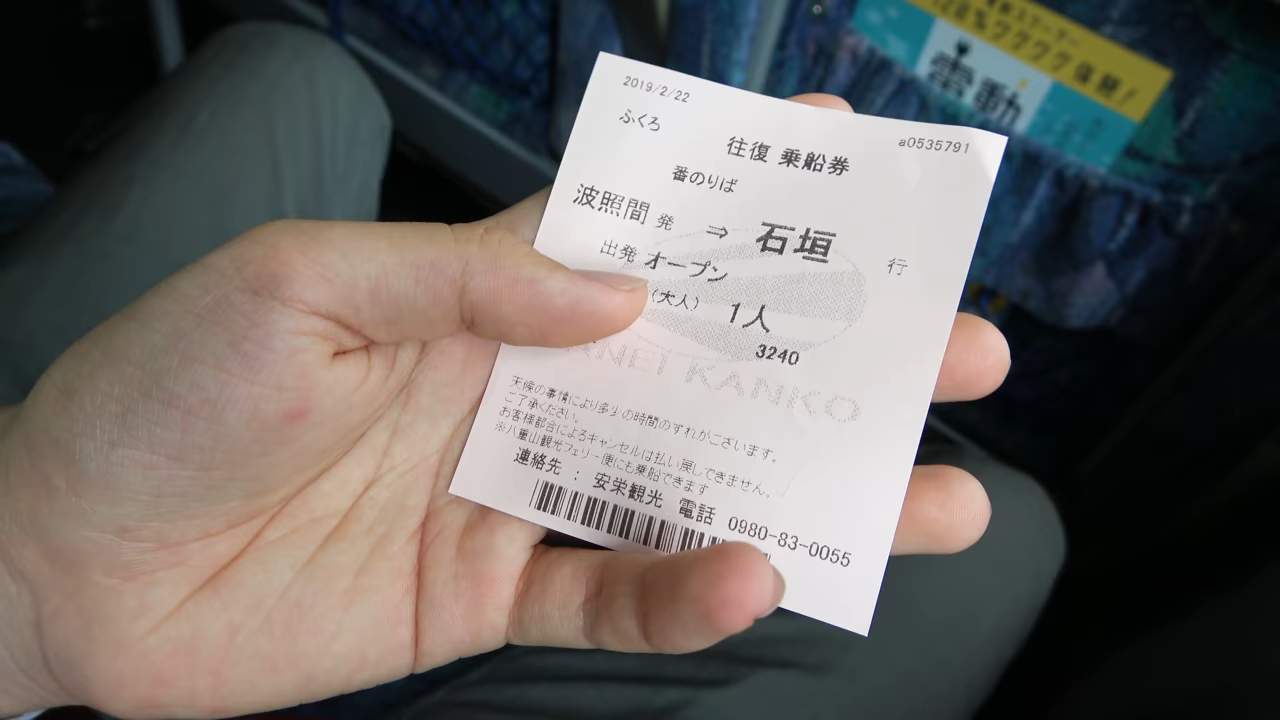 2019/2/22
a0535791
ふくろ
往復 乗船券
番のりば
波照間 発 ⇒ 石垣 行
出発 オープン
(大人) 1人
3240
ANEI KANKO
天候の事情により多少の時間のずれがございます。
ご了承ください。
お客様都合によるキャンセルは払い戻しできません。
※八重山観光フェリー便にも乗船できます
連絡先 : 安栄観光 電話 0980-83-0055
電動